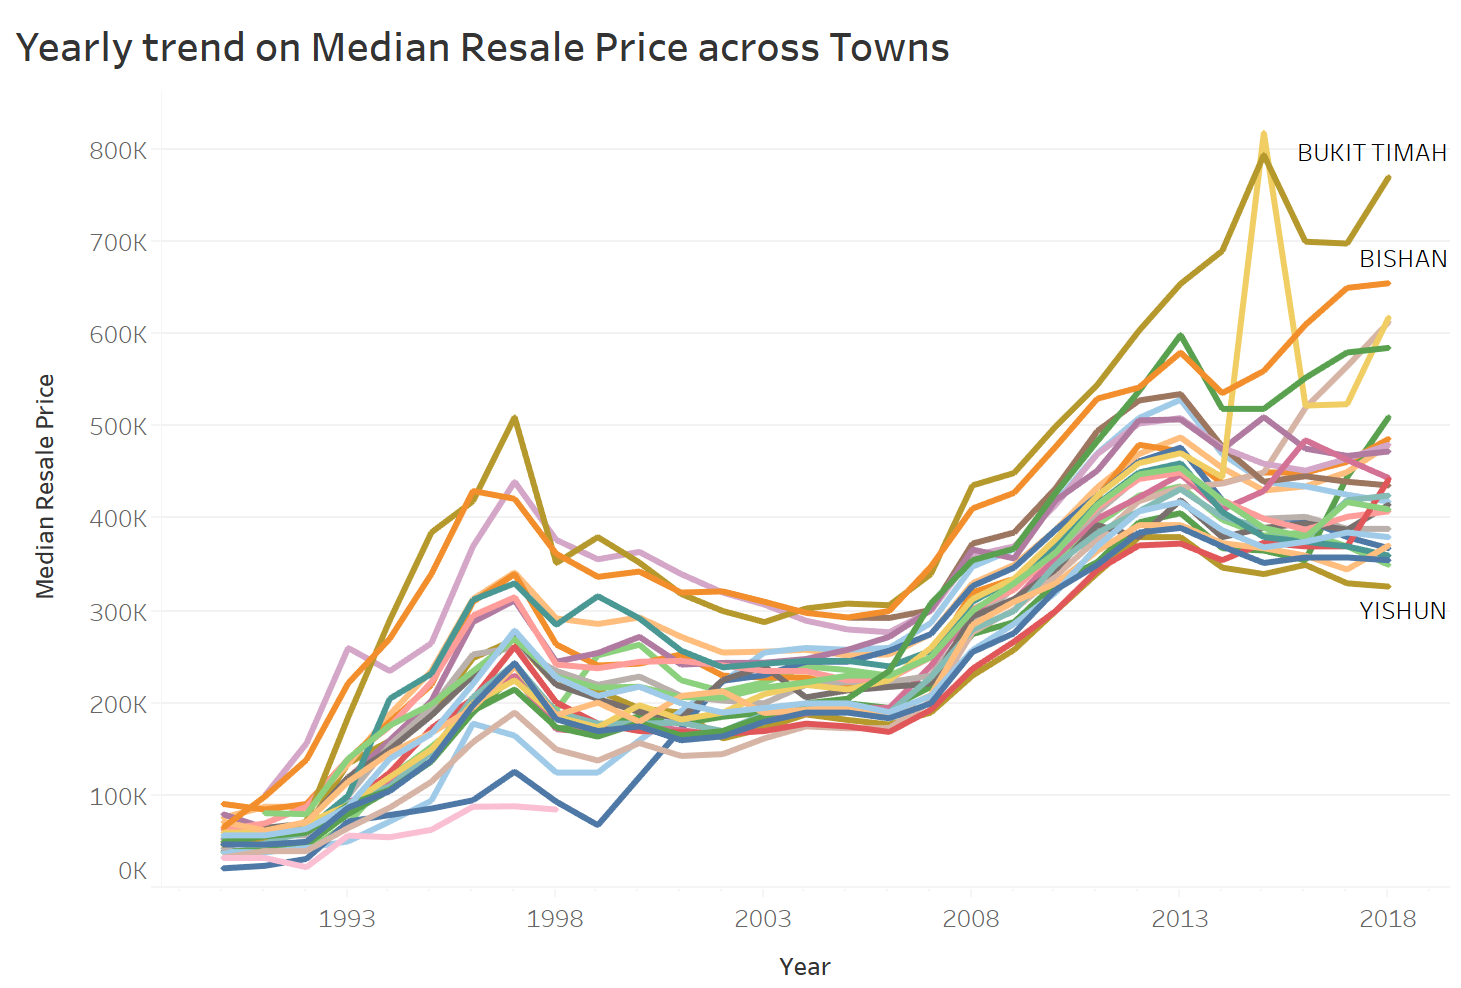 Yearly trend on Median Resale Price across Towns
Median Resale Price
800K
700K
600K
500K
400K
300K
200K
100K
0K
BUKIT TIMAH
BISHAN
YISHUN
1993
1998
2003
2008
2013
2018
Year